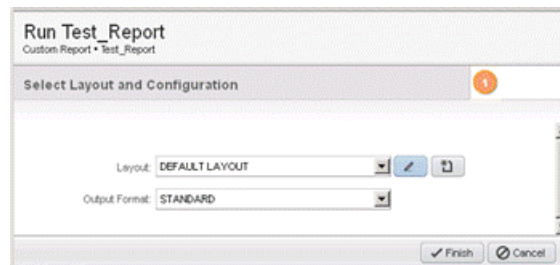 Run Test_Report
Custom Report • Test_Report
Select Layout and Configuration
1
Layout: DEFAULT LAYOUT
Output Format: STANDARD
Finish Cancel